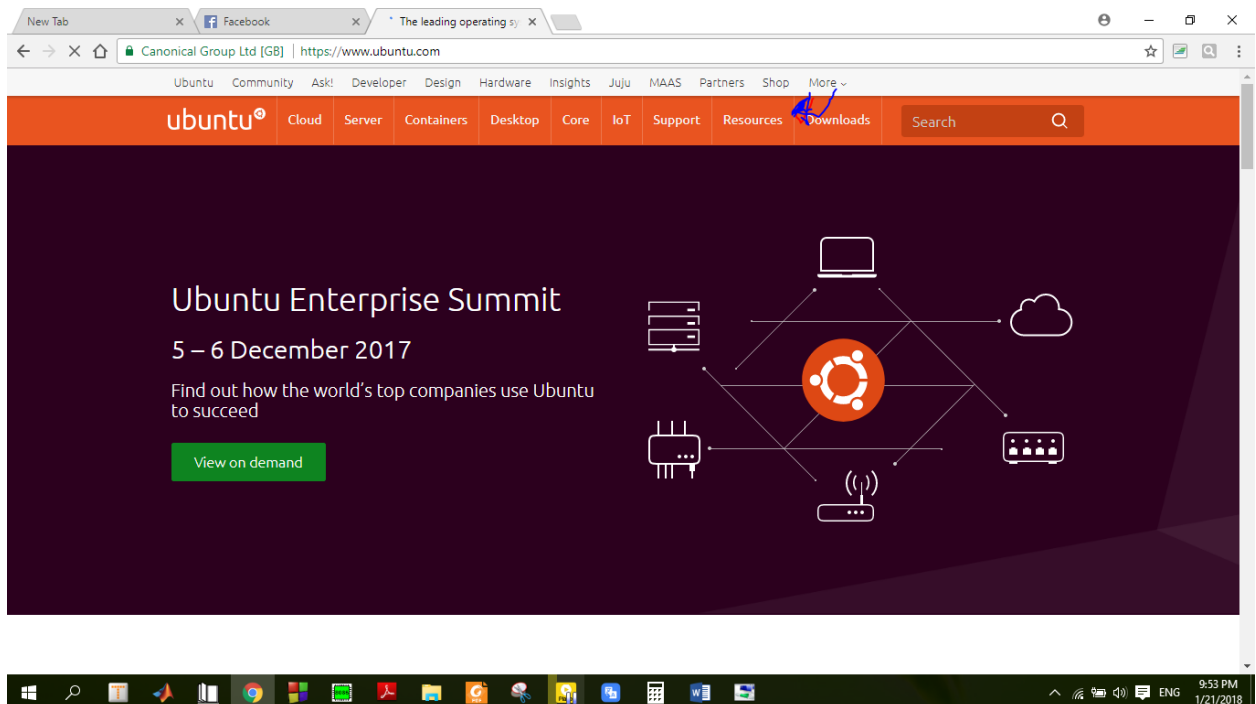 New Tab
Facebook
The leading operating sy
Canonical Group Ltd [GB] | https://www.ubuntu.com
Ubuntu Community Ask! Developer Design Hardware Insights Juju MAAS Partners Shop More
ubuntu Cloud Server Containers Desktop Core IoT Support Resources Downloads Search
Ubuntu Enterprise Summit
5 – 6 December 2017
Find out how the world's top companies use Ubuntu
to succeed
View on demand
ENG
9:53 PM
1/21/2018